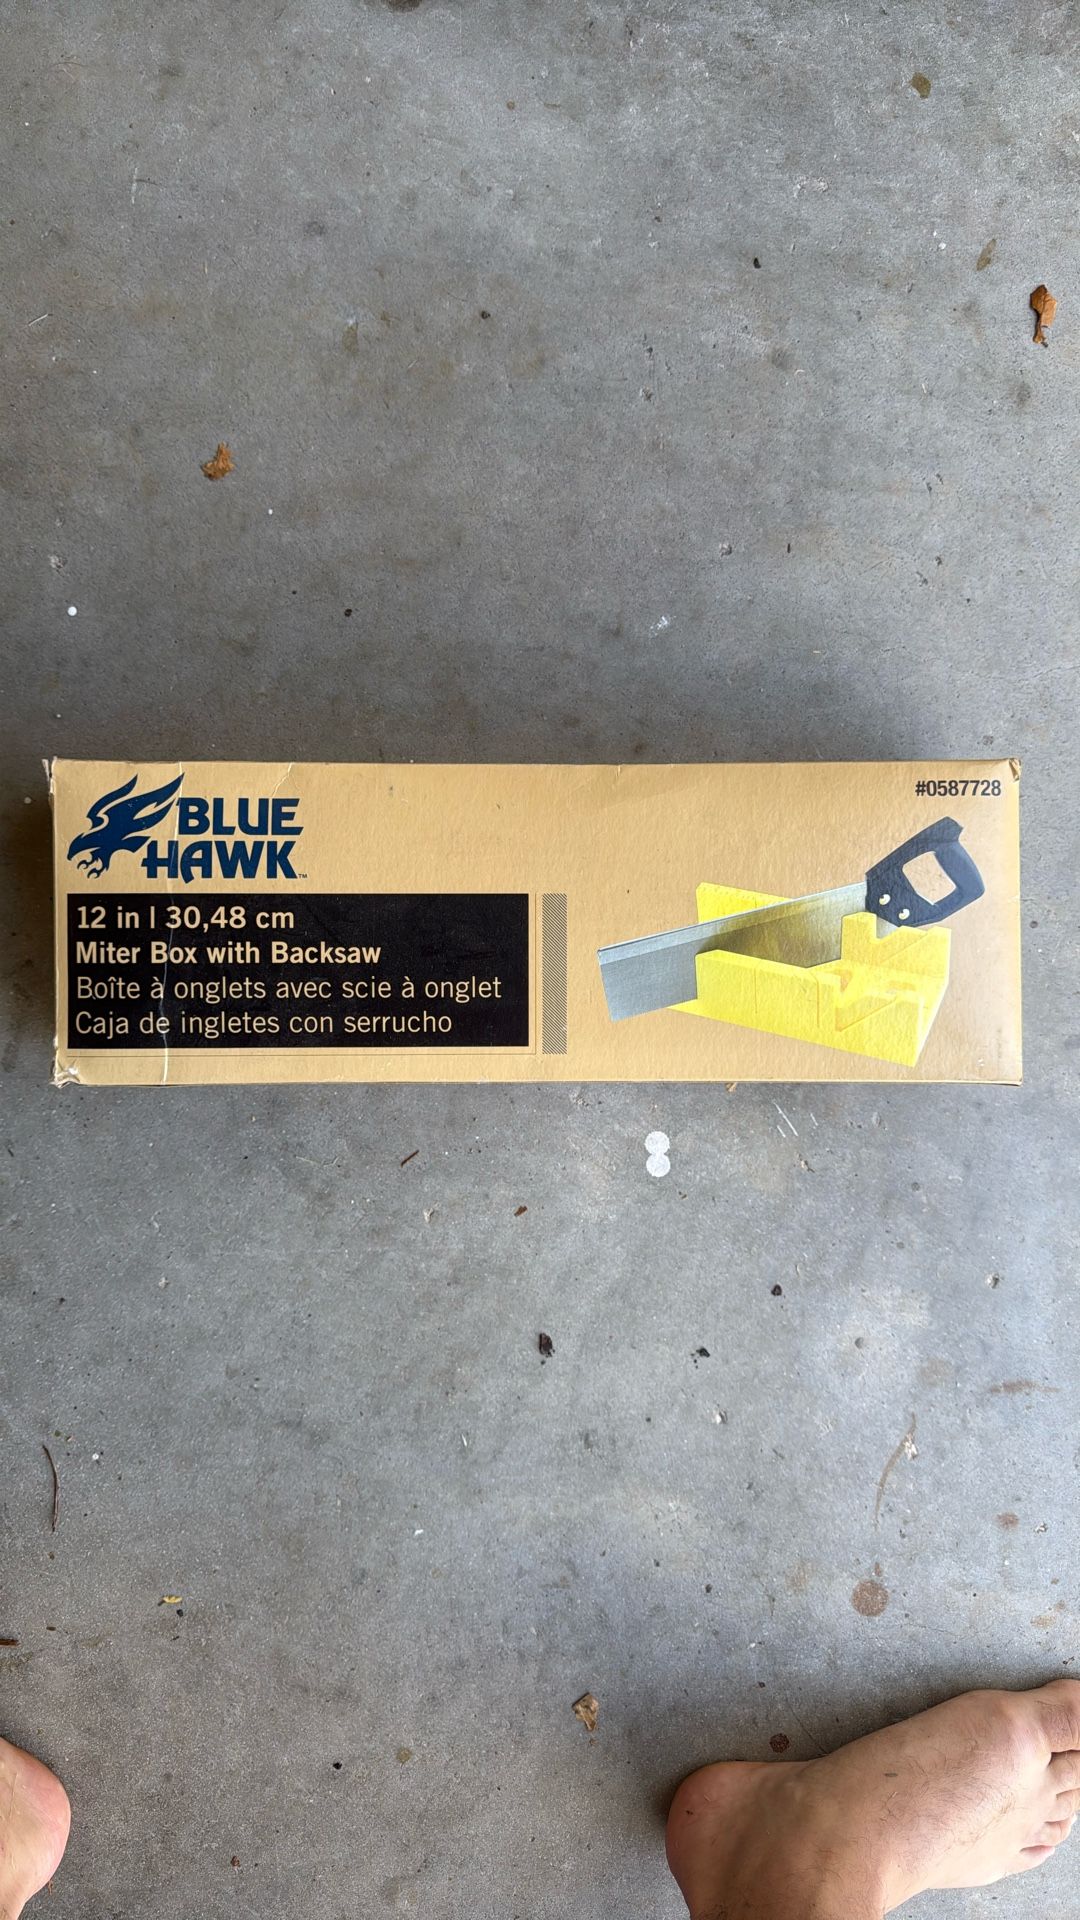 BLUE
HAWK™
#0587728
12 in | 30,48 cm
Miter Box with Backsaw
Boîte à onglets avec scie à onglet
Caja de ingletes con serrucho